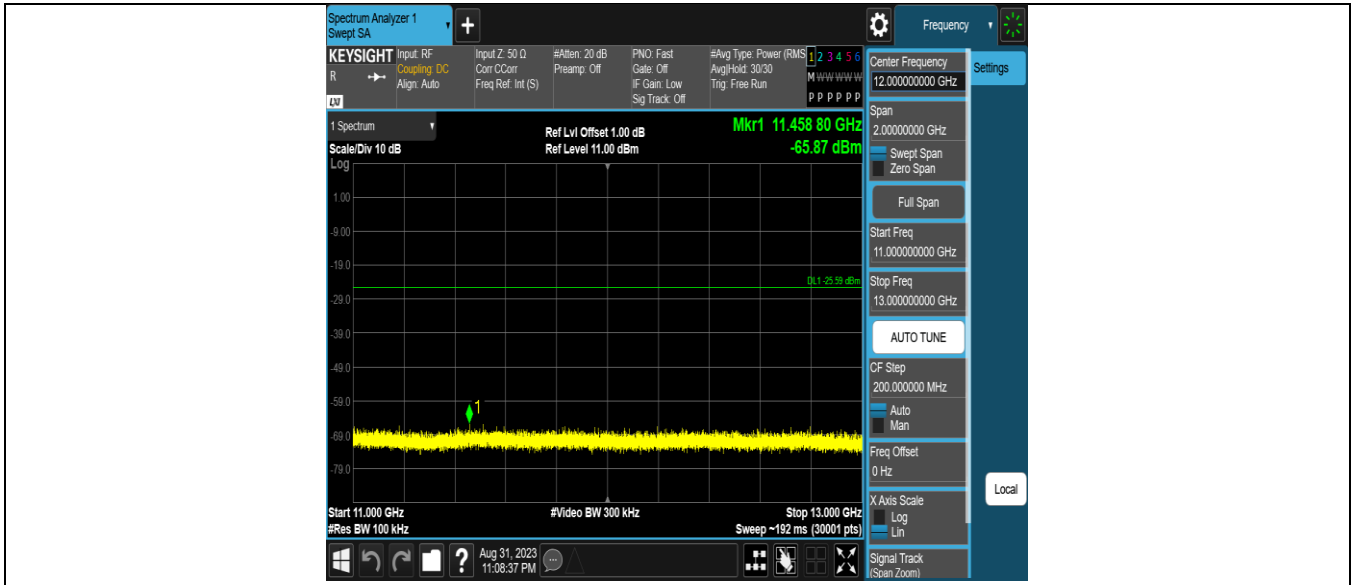 Spectrum Analyzer 1
Swept SA
+
Frequency
KEYSIGHT
R
LXI
Input: RF
Coupling: DC
Align: Auto
Input Z: 50 Ω
Corr CCorr
Freq Ref: Int (S)
#Atten: 20 dB
Preamp: Off
PNO: Fast
Gate: Off
IF Gain: Low
Sig Track: Off
#Avg Type: Power (RMS
Avg|Hold: 30/30
Trig: Free Run
1 2 3 4 5 6
M W W W W W
P P P P P P
1 Spectrum
Scale/Div 10 dB
Ref Lvl Offset 1.00 dB
Ref Level 11.00 dBm
Mkr1 11.458 80 GHz
-65.87 dBm
Log
1.00
-9.00
-19.0
DL1 -25.59 dBm
-29.0
-39.0
-49.0
-59.0
1
-69.0
-79.0
Start 11.000 GHz
#Video BW 300 kHz
Stop 13.000 GHz
#Res BW 100 kHz
Sweep ~192 ms (30001 pts)
?
Aug 31, 2023
11:08:37 PM
Center Frequency
12.000000000 GHz
Settings
Span
2.00000000 GHz
Swept Span
Zero Span
Full Span
Start Freq
11.000000000 GHz
Stop Freq
13.000000000 GHz
AUTO TUNE
CF Step
200.000000 MHz
Auto
Man
Freq Offset
0 Hz
X Axis Scale
Log
Lin
Local
Signal Track
(Span Zoom)